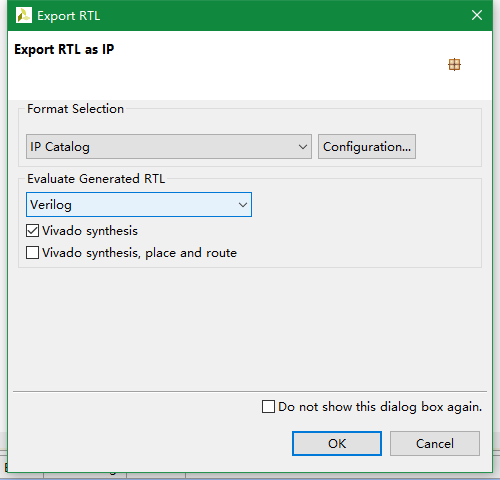 Export RTL
Export RTL as IP
Format Selection
IP Catalog
Configuration...
Evaluate Generated RTL
Verilog
Vivado synthesis
Vivado synthesis, place and route
Do not show this dialog box again.
OK
Cancel